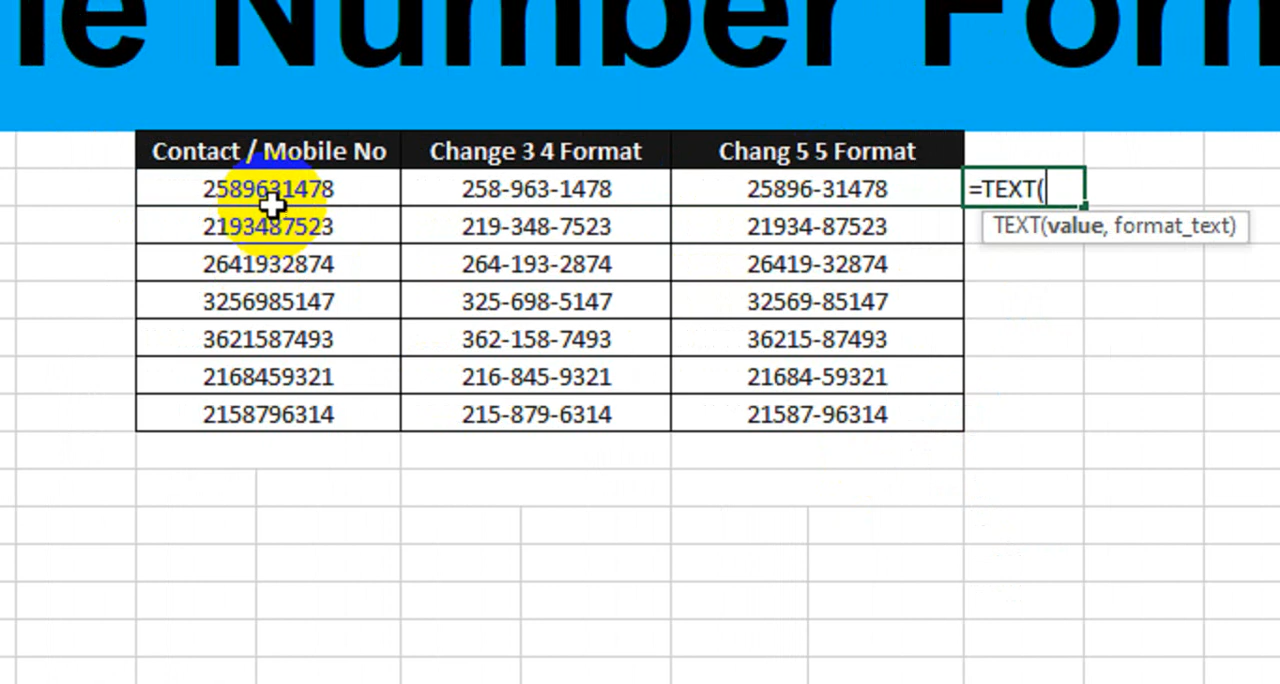 le Number Form
Contact / Mobile No Change 3 4 Format Chang 5 5 Format
2589631478 258-963-1478 25896-31478 =TEXT(
2193487523 219-348-7523 21934-87523 TEXT(value, format_text)
2641932874 264-193-2874 26419-32874
3256985147 325-698-5147 32569-85147
3621587493 362-158-7493 36215-87493
2168459321 216-845-9321 21684-59321
2158796314 215-879-6314 21587-96314